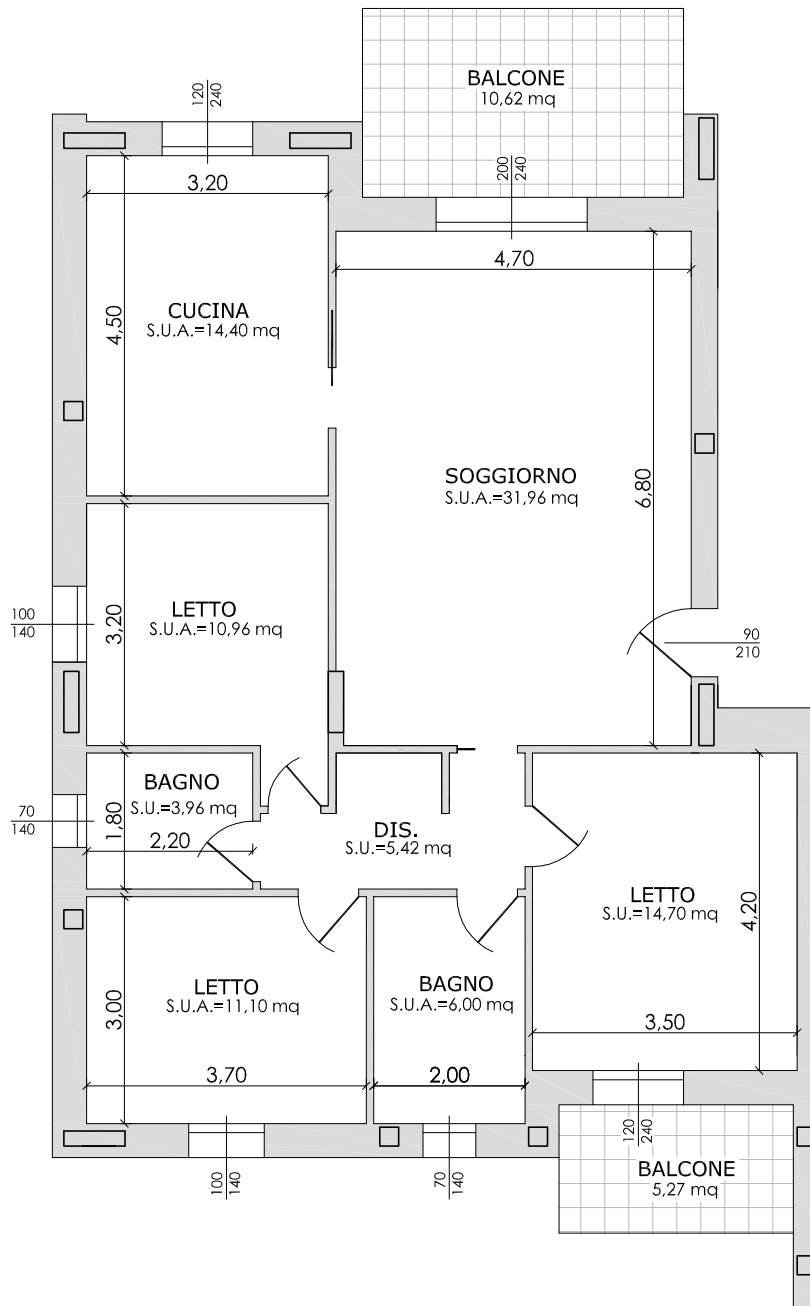 BALCONE
10,62 mq
120
240
200
240
3,20
4,70
4,50
CUCINA
S.U.A.=14,40 mq
SOGGIORNO
S.U.A.=31,96 mq
6,80
100
140
3,20
LETTO
S.U.A.=10,96 mq
90
210
70
140
1,80
BAGNO
S.U.=3,96 mq
2,20
DIS.
S.U.=5,42 mq
LETTO
S.U.=14,70 mq
4,20
3,00
LETTO
S.U.A.=11,10 mq
BAGNO
S.U.A.=6,00 mq
3,50
3,70
2,00
100
140
70
140
120
240
BALCONE
5,27 mq